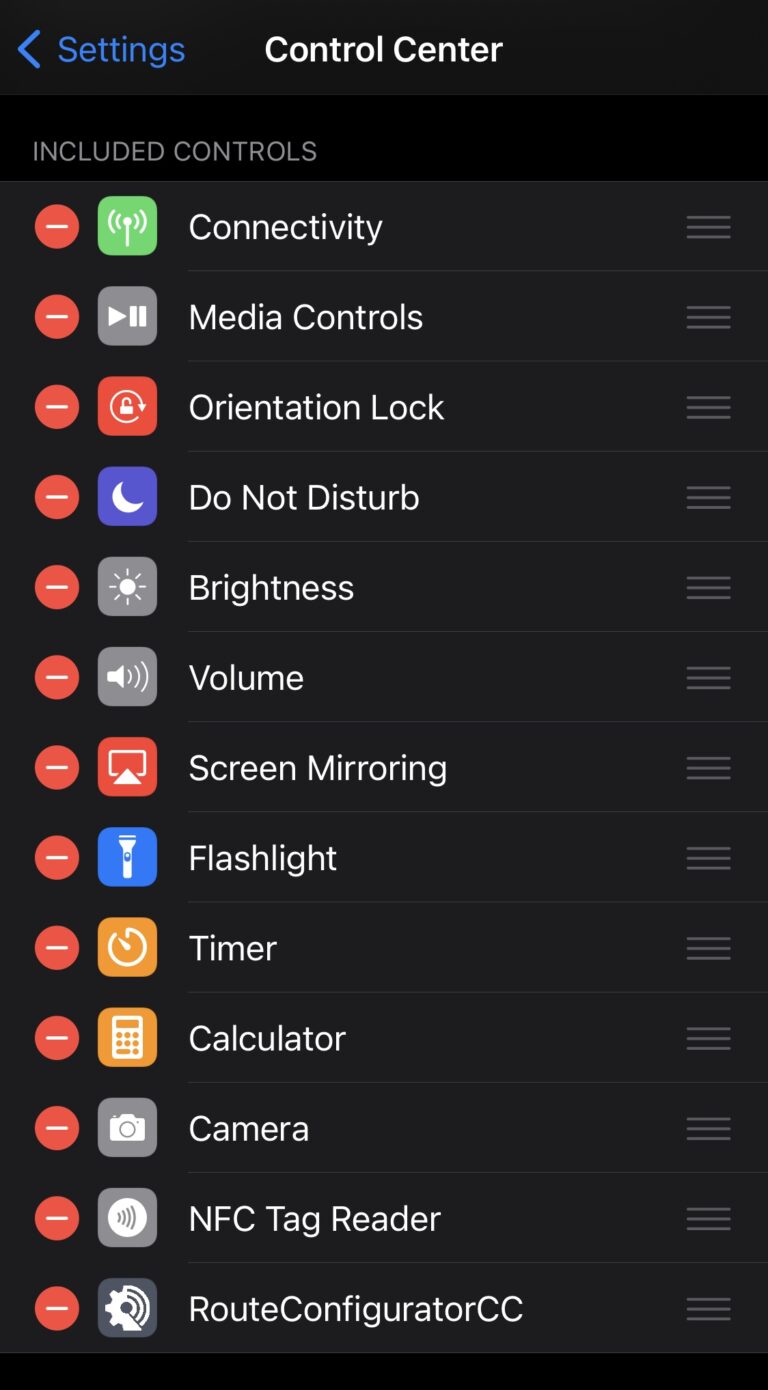 Settings
Control Center
INCLUDED CONTROLS
Connectivity
Media Controls
Orientation Lock
Do Not Disturb
Brightness
Volume
Screen Mirroring
Flashlight
Timer
Calculator
Camera
NFC Tag Reader
RouteConfiguratorCC